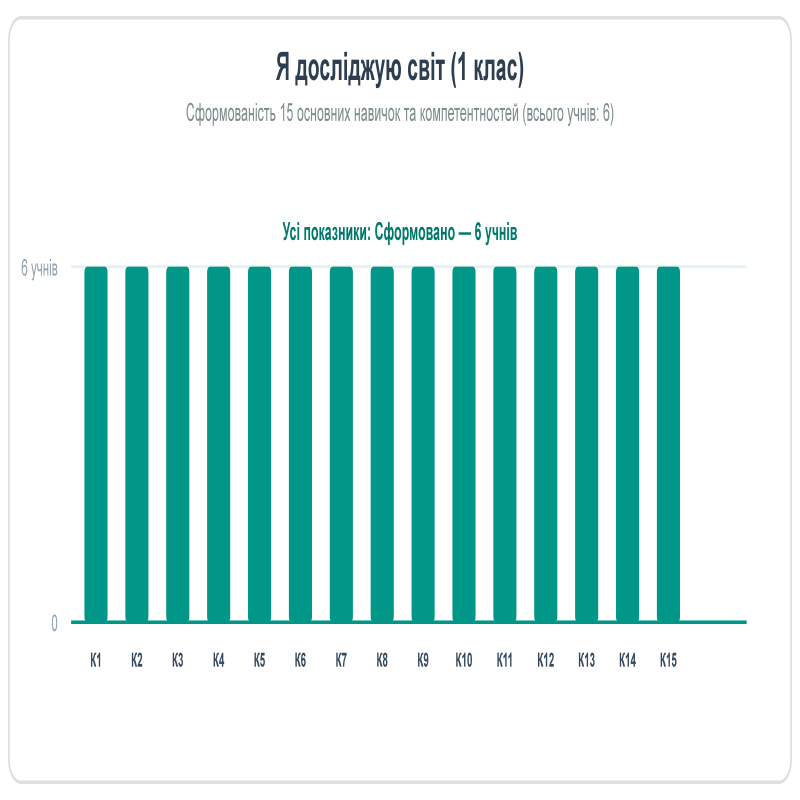 Я досліджую світ (1 клас)
Сформованість 15 основних навичок та компетентностей (всього учнів: 6)
Усі показники: Сформовано — 6 учнів
6 учнів
0
К1 К2 К3 К4 К5 К6 К7 К8 К9 К10 К11 К12 К13 К14 К15